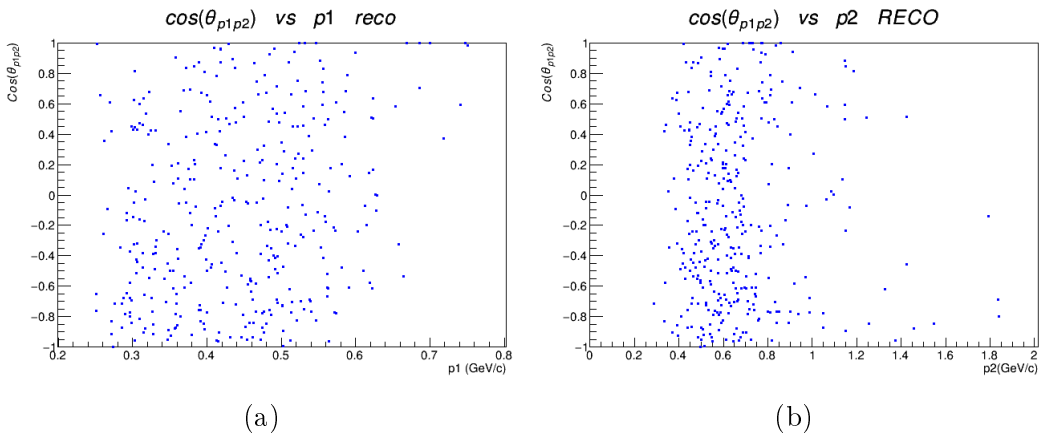 cos(θp1p2) vs p1 reco
Cos(θp1p2)
1
0.8
0.6
0.4
0.2
0
−0.2
−0.4
−0.6
−0.8
−1
0.2 0.3 0.4 0.5 0.6 0.7 0.8
p1 (GeV/c)
(a)
cos(θp1p2) vs p2 RECO
Cos(θp1p2)
1
0.8
0.6
0.4
0.2
0
−0.2
−0.4
−0.6
−0.8
−1
0 0.2 0.4 0.6 0.8 1 1.2 1.4 1.6 1.8 2
p2(GeV/c)
(b)